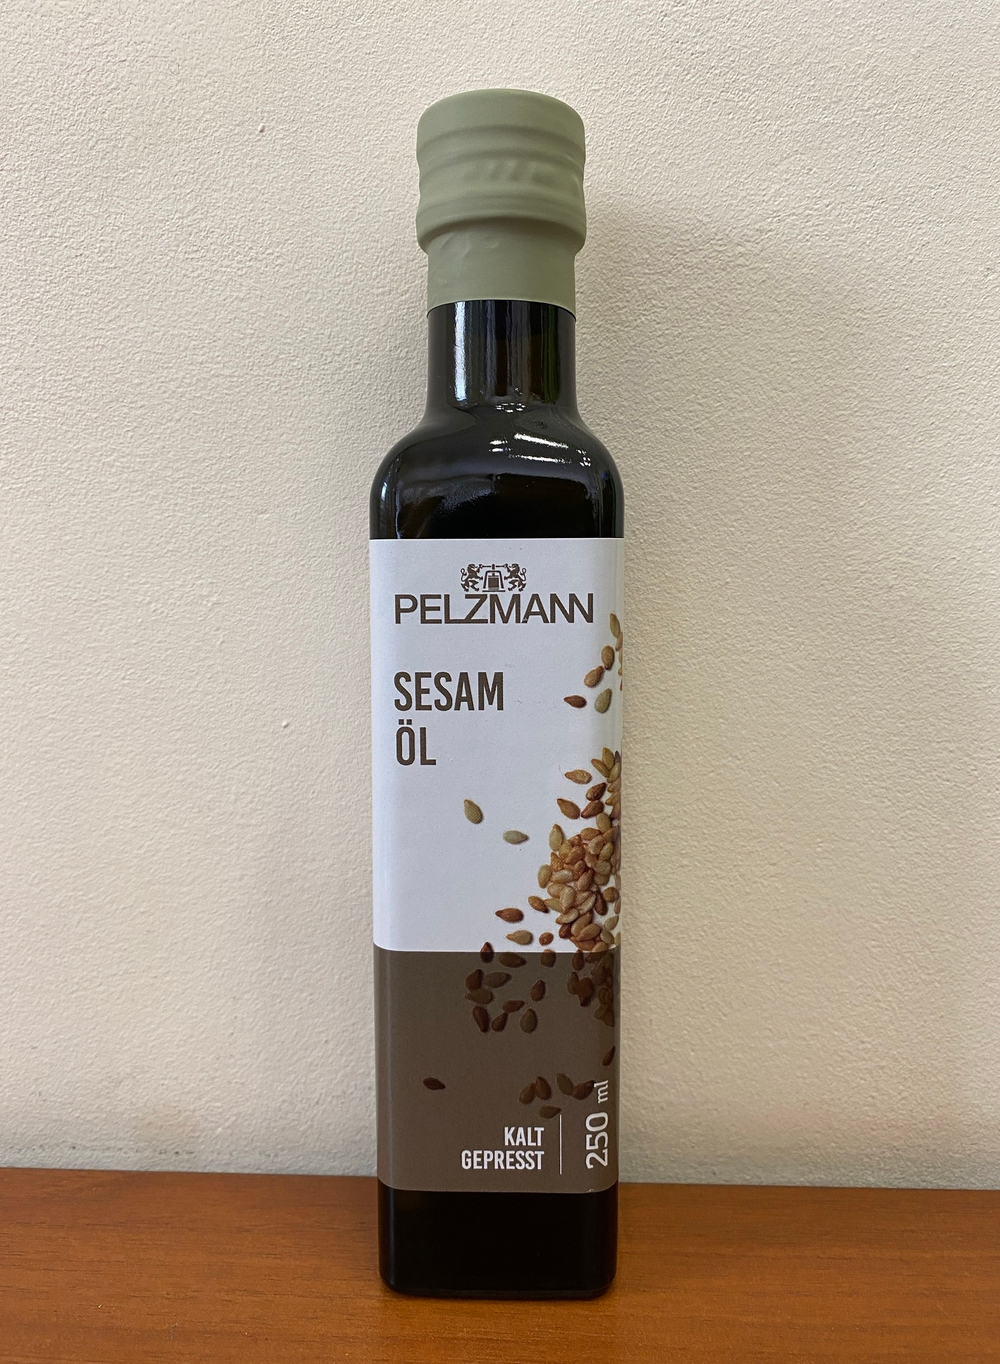 PELZMANN
SESAM
ÖL
KALT
GEPRESST
250 ml